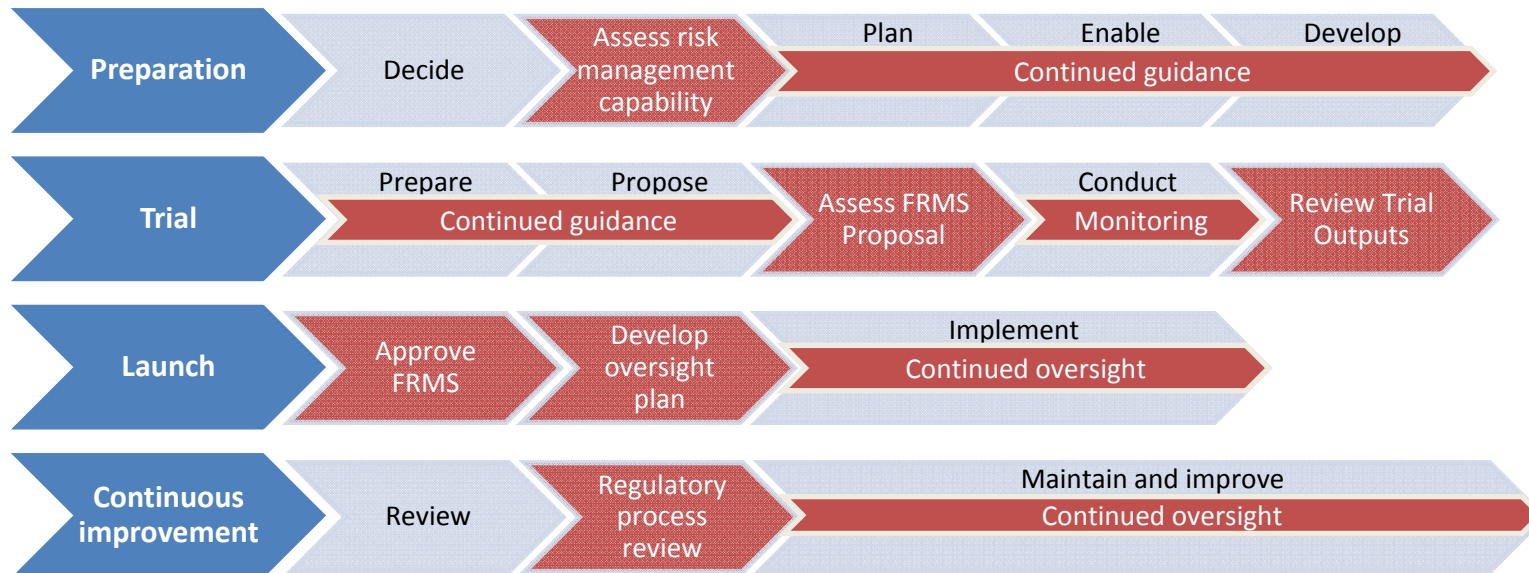 Preparation
Decide
Assess risk
management
capability
Plan
Enable
Develop
Continued guidance
Trial
Prepare
Propose
Continued guidance
Assess FRMS
Proposal
Conduct
Monitoring
Review Trial
Outputs
Launch
Approve
FRMS
Develop
oversight
plan
Implement
Continued oversight
Continuous
improvement
Review
Regulatory
process
review
Maintain and improve
Continued oversight